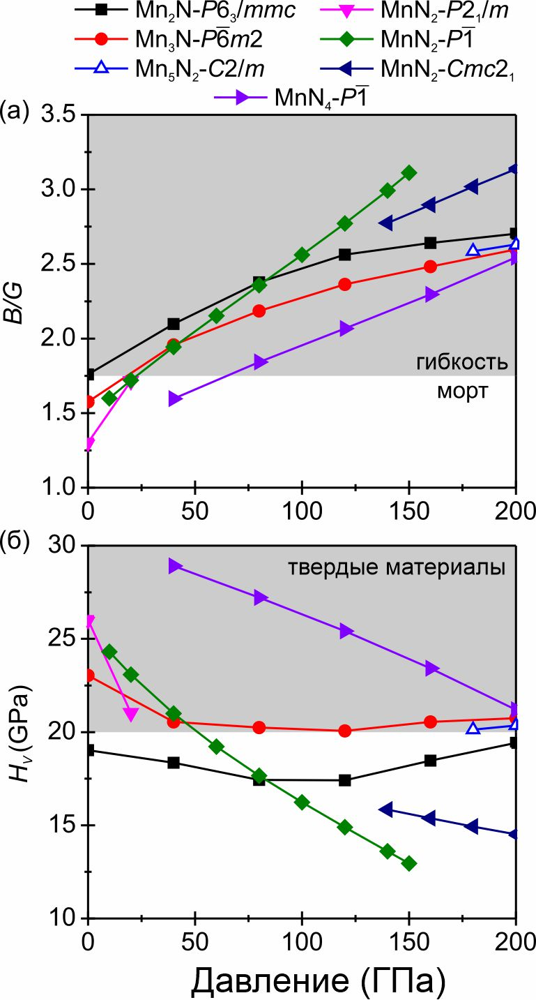 Mn₂N-P6₃/mmc MnN₂-P2₁/m
Mn₃N-P6̅m2 MnN₂-P1̅
Mn₅N₂-C2/m MnN₂-Cmc2₁
MnN₄-P1̅
(а)
3.5
3.0
2.5
2.0
1.5
1.0
B/G
гибкость
морт
0 50 100 150 200
(б)
30
25
20
15
10
Hᵥ (GPa)
твердые материалы
0 50 100 150 200
Давление (ГПа)